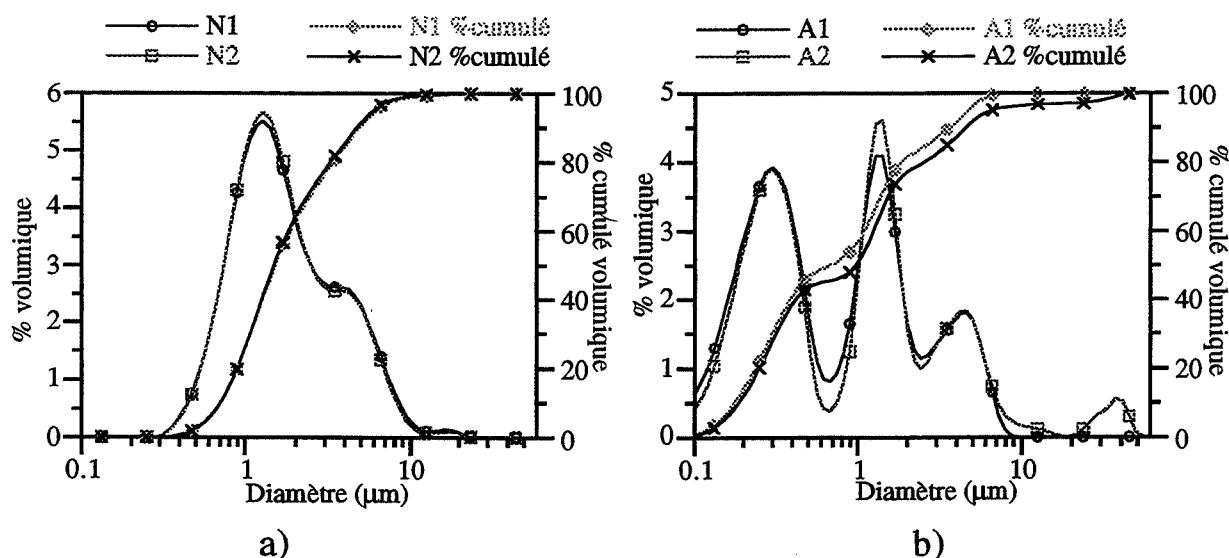 N1
N1 %cumulé
N2
N2 %cumulé
A1
A1 %cumulé
A2
A2 %cumulé
6
5
4
3
2
1
0
% volumique
100
80
60
40
20
0
% cumulé volumique
0.1
1
10
Diamètre (µm)
a)
5
4
3
2
1
0
% volumique
100
80
60
40
20
0
% cumulé volumique
0.1
1
10
Diamètre (µm)
b)